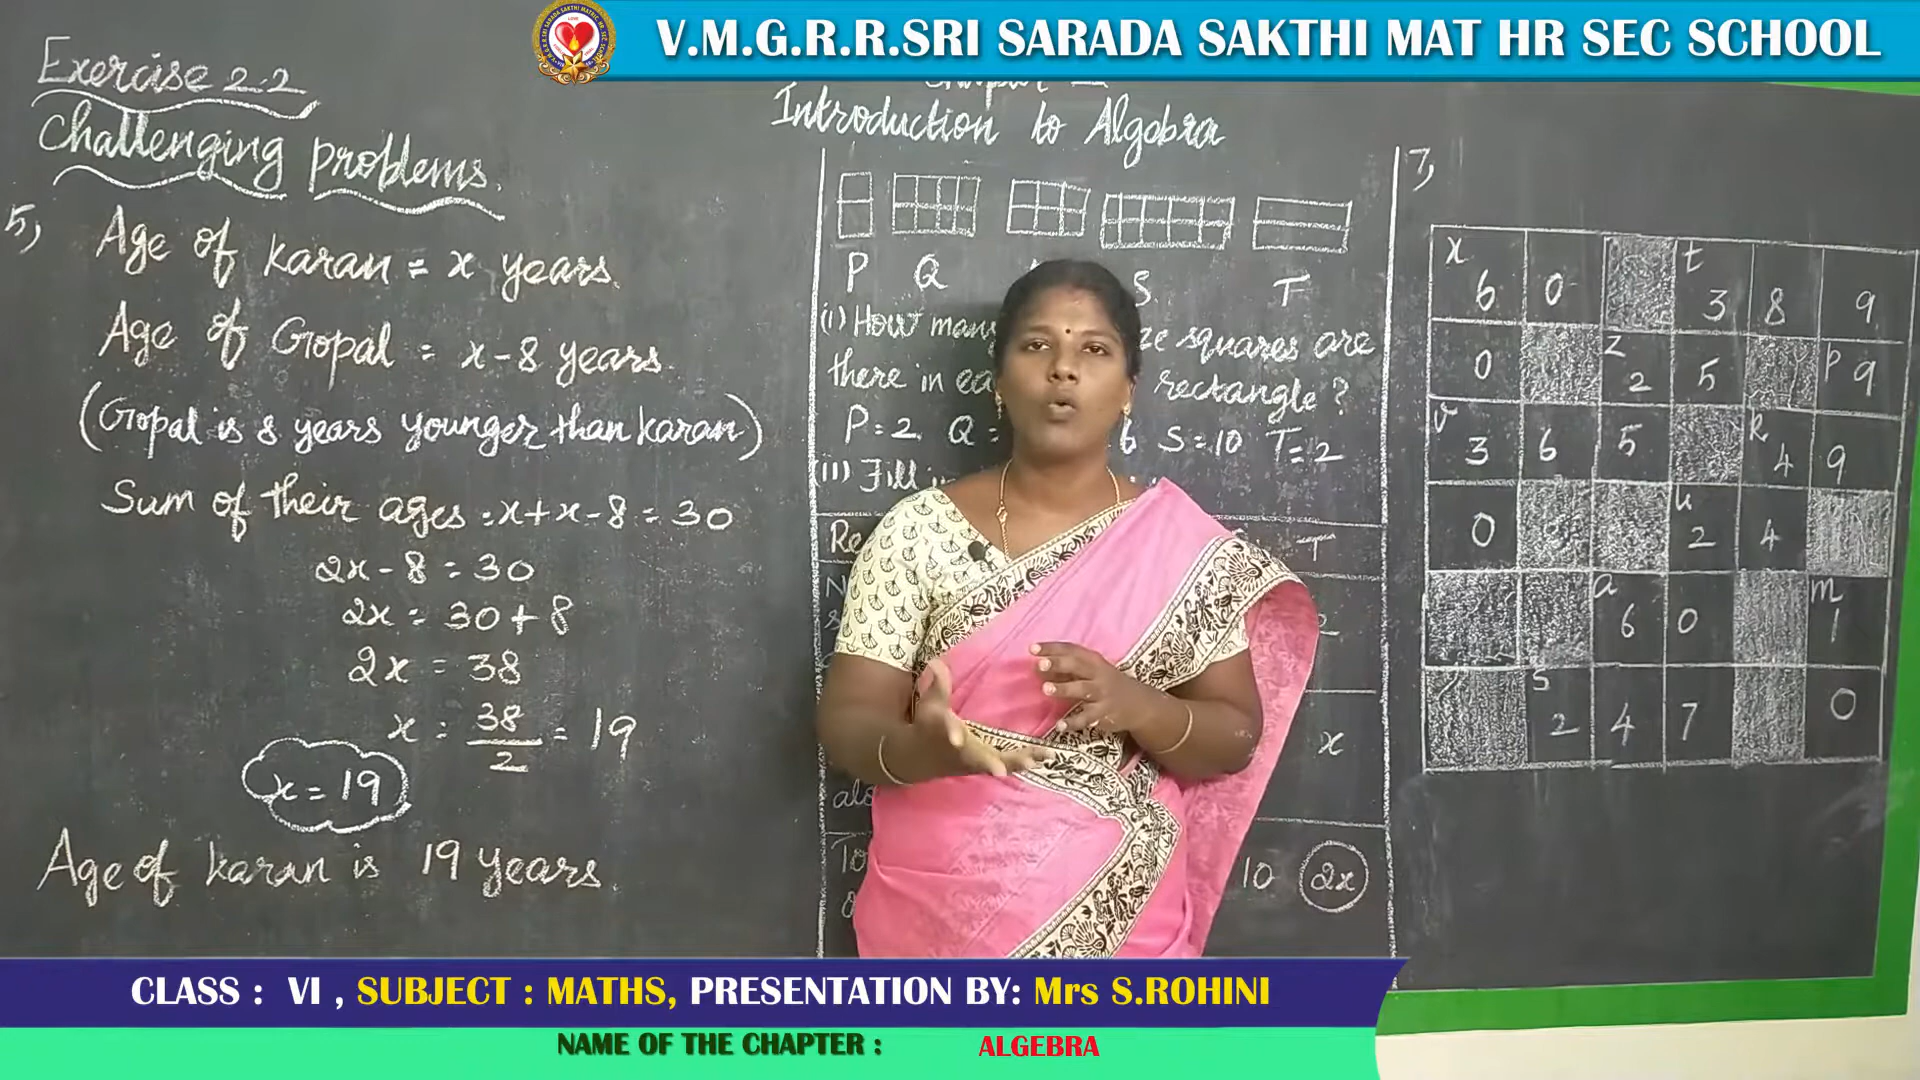 V.M.G.R.R.SRI SARADA SAKTHI MAT HR SEC SCHOOL
Exercise 2.2
Challenging problems.
5,
Age of Karan = x years.
Age of Gopal = x-8 years.
(Gopal is 8 years younger than Karan)
Sum of their ages = x+x-8 = 30
2x-8 = 30
2x = 30+8
2x = 38
x = 38/2 = 19
x = 19
Age of karan is 19 years.
Introduction to Algebra
P Q S T
(i) How many squares are
there in rectangle?
P=2 Q= 6 S=10 T=2
(ii) Fill
x
10 2x
7,
x 6 0 t 3 8 9
0 z 2 5 P 9
v 3 6 5 R 4 9
0 u 2 4
a 6 0 m 1
S 2 4 7 0
CLASS : VI , SUBJECT : MATHS, PRESENTATION BY: Mrs S.ROHINI
NAME OF THE CHAPTER : ALGEBRA